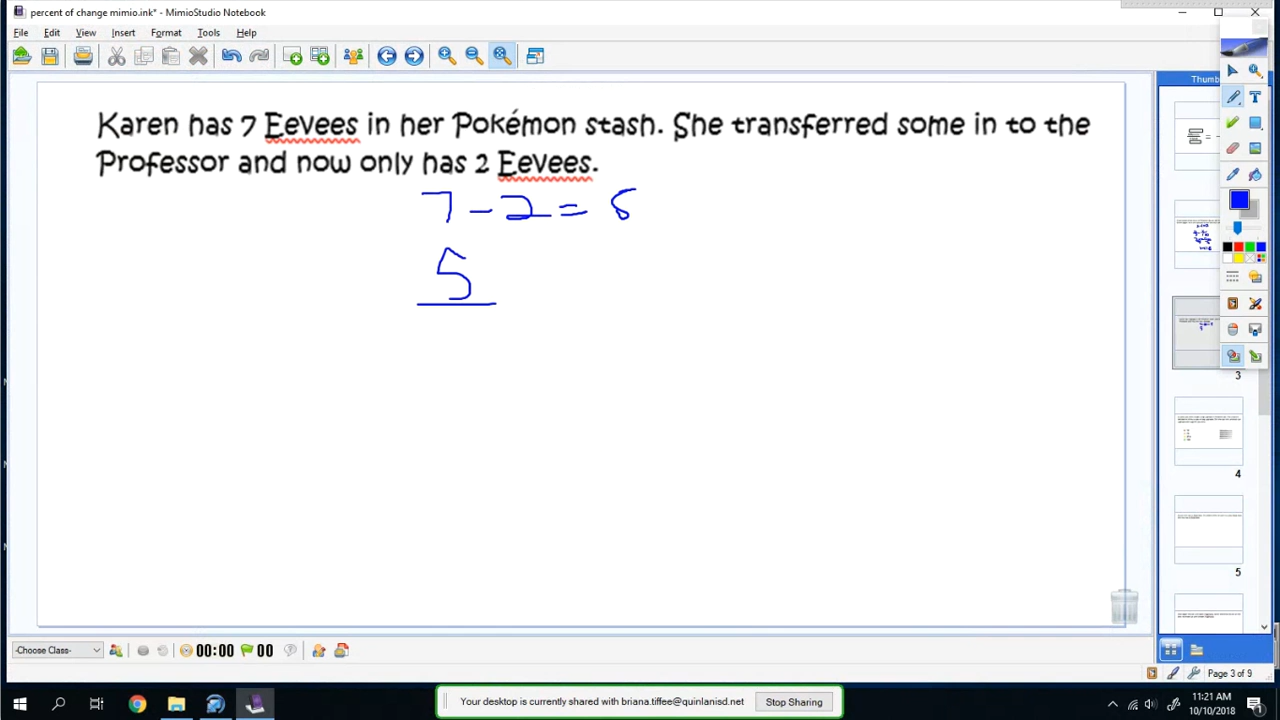 percent of change mimio.ink* - MimioStudio Notebook
File Edit View Insert Format Tools Help
Karen has 7 Eevees in her Pokémon stash. She transferred some in to the
Professor and now only has 2 Eevees.
7 - 2 =
5
Thumb
3
4
5
-Choose Class-
00:00
00
Page 3 of 9
Your desktop is currently shared with briana.tiffee@quinlanisd.net
Stop Sharing
11:21 AM
10/10/2018